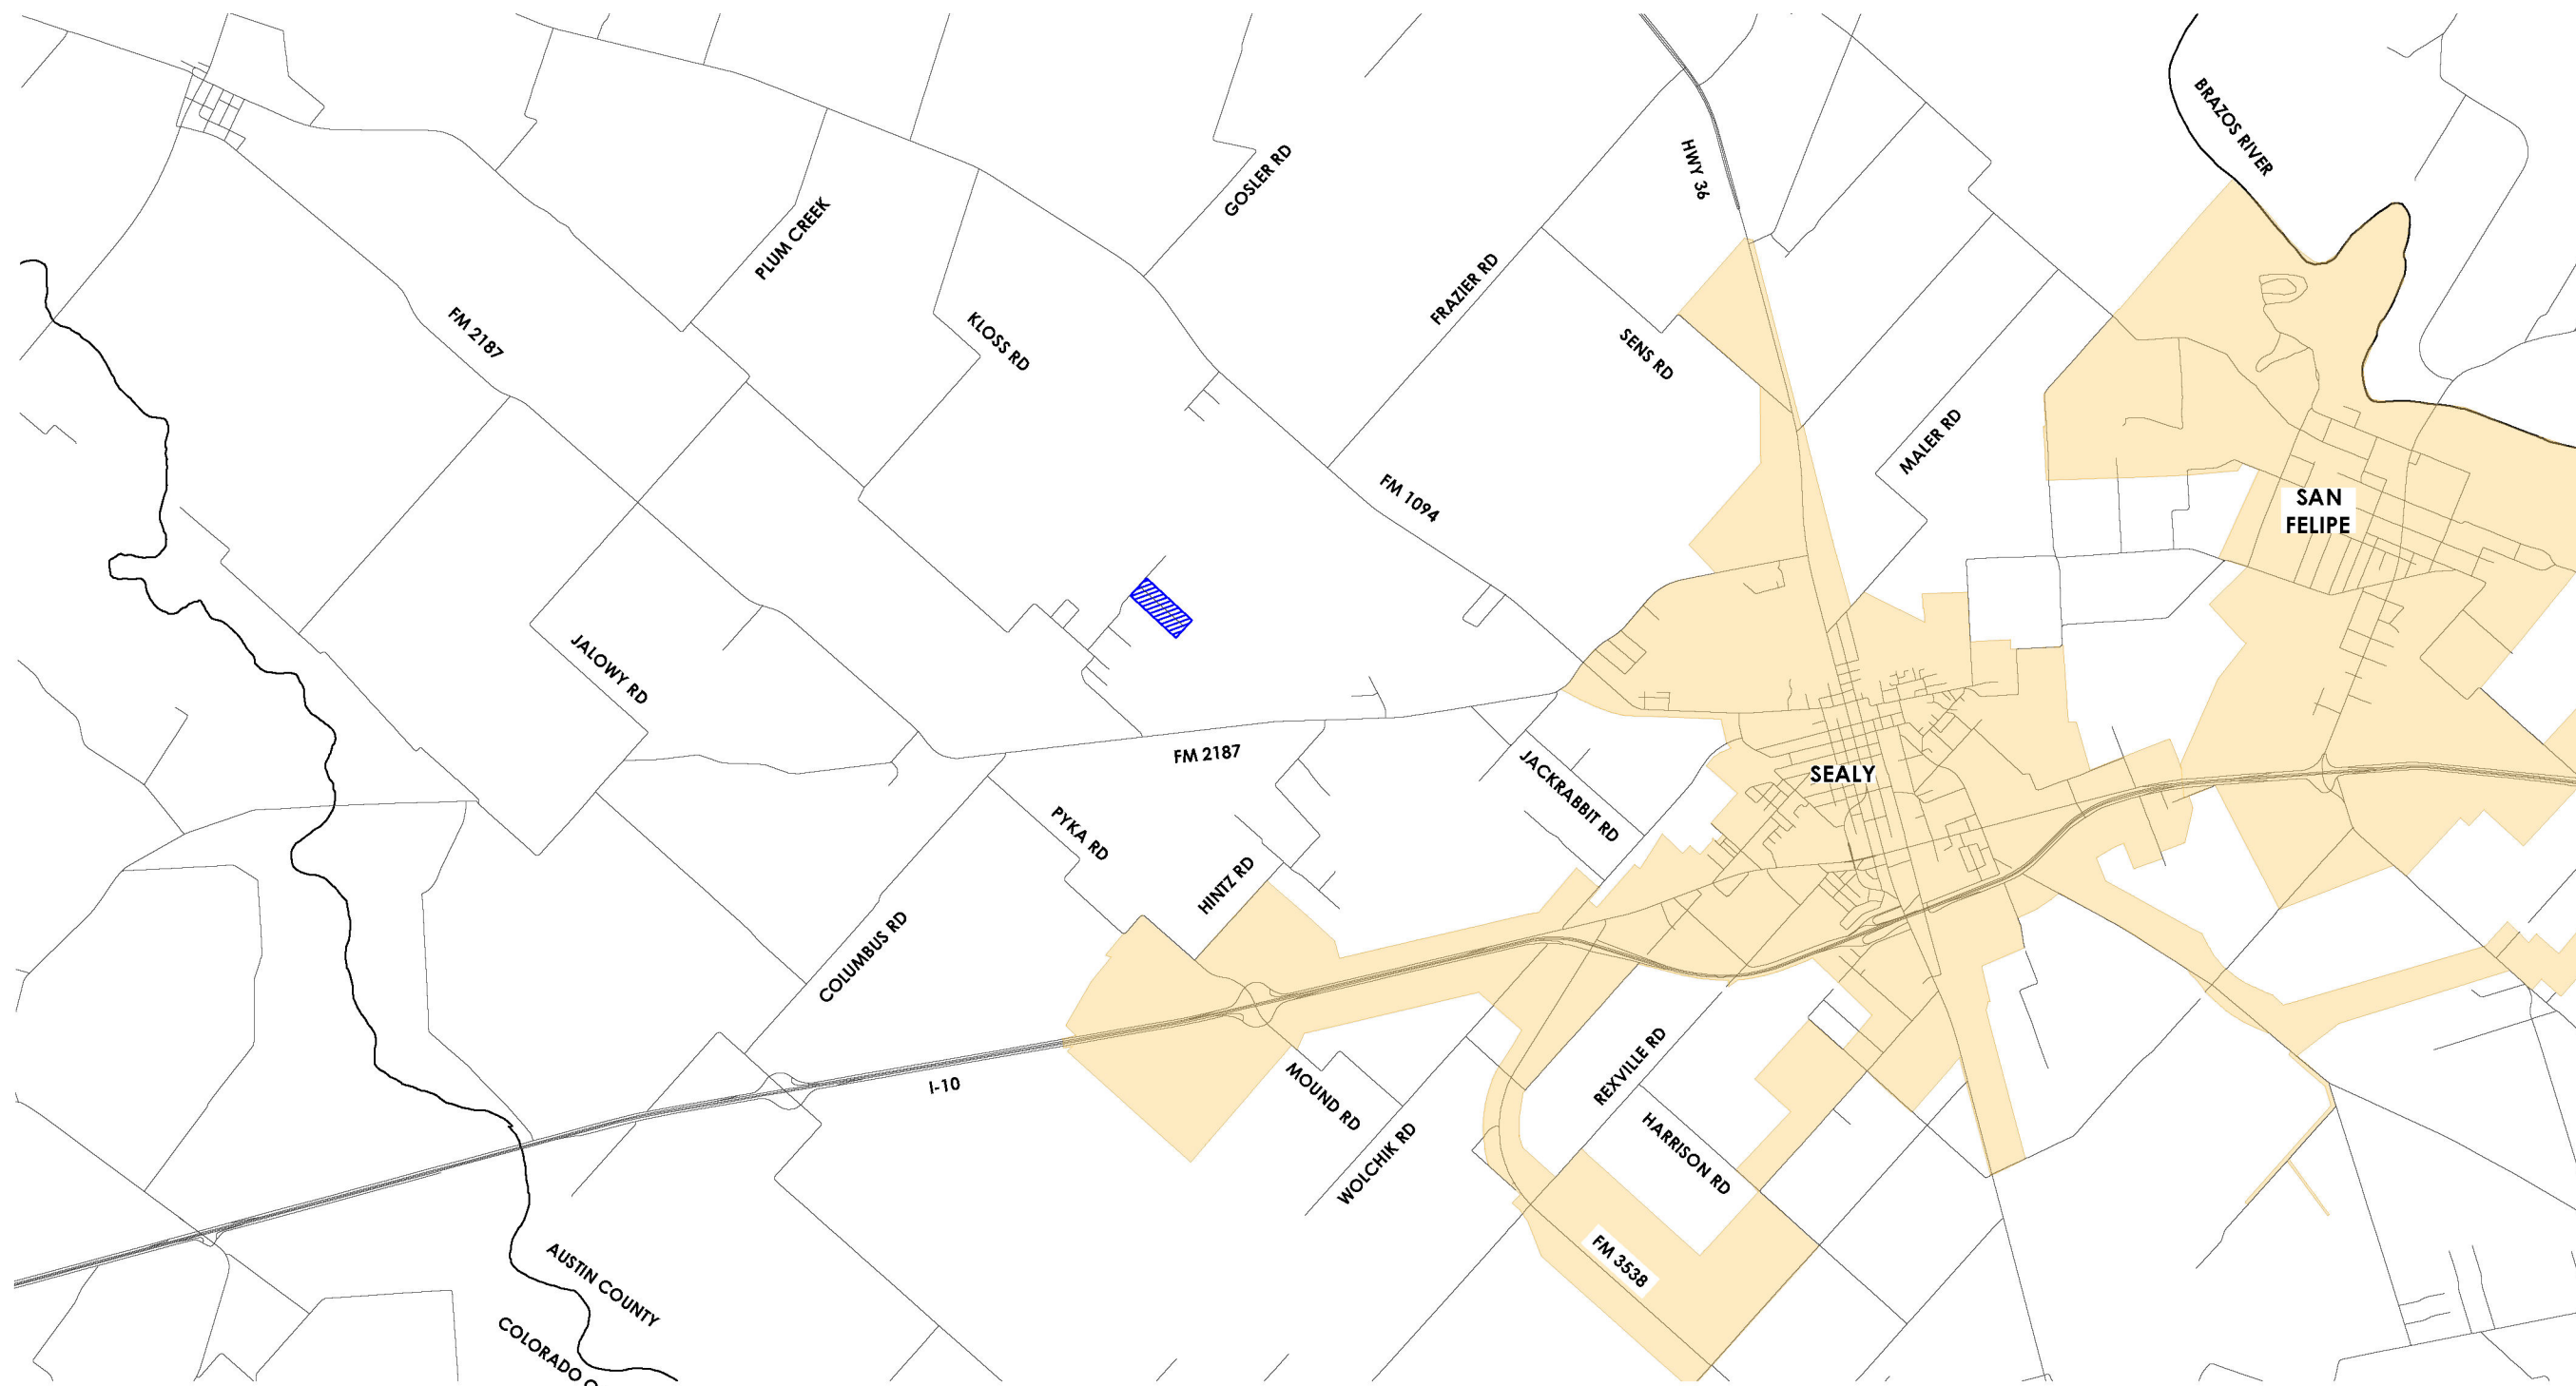 BRAZOS RIVER
GOSLER RD
HWY 36
PLUM CREEK
FRAZIER RD
FM 2187
KLOSS RD
SENS RD
MALER RD
FM 1094
SAN
FELIPE
JALOWY RD
FM 2187
SEALY
JACKRABBIT RD
PYKA RD
HINTZ RD
COLUMBUS RD
I-10
MOUND RD
REXVILLE RD
WOLCHIK RD
HARRISON RD
FM 3538
AUSTIN COUNTY
COLORADO